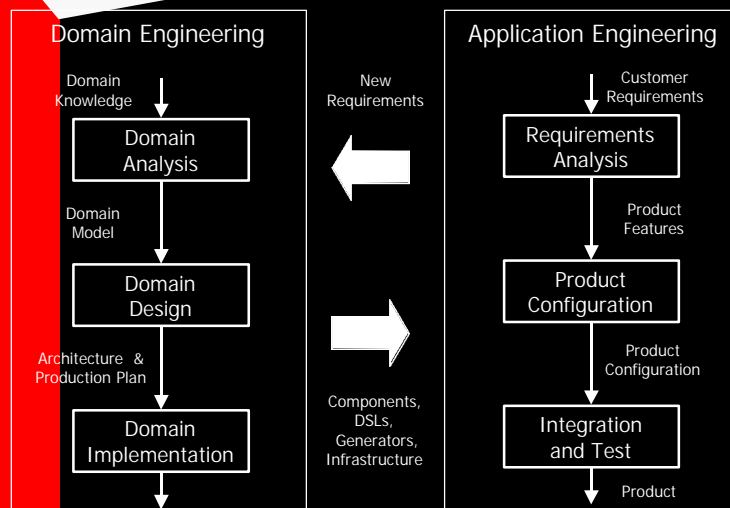 Domain Engineering
Domain
Knowledge
Domain
Analysis
Domain
Model
Domain
Design
Architecture &
Production Plan
Domain
Implementation
New
Requirements
Components,
DSLs,
Generators,
Infrastructure
Application Engineering
Customer
Requirements
Requirements
Analysis
Product
Features
Product
Configuration
Product
Configuration
Integration
and Test
Product